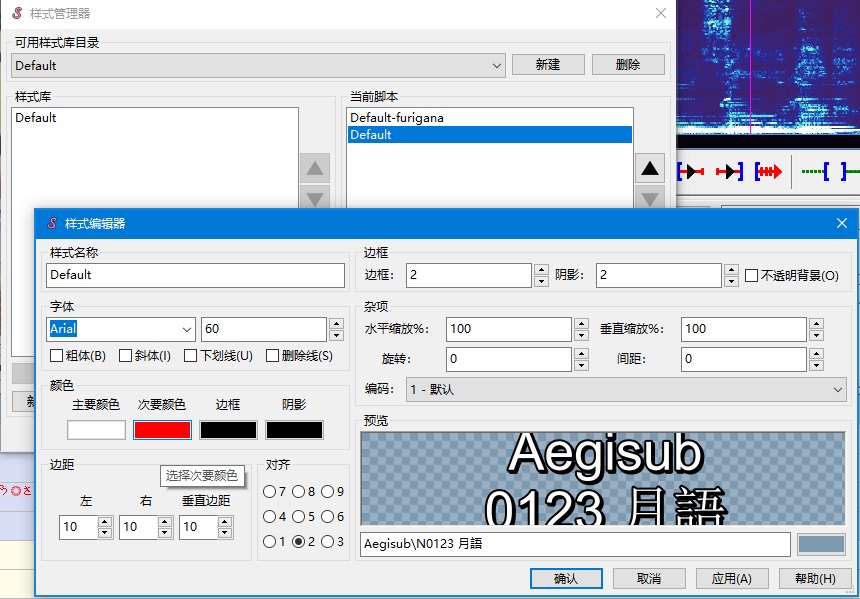 样式管理器
可用样式库目录
Default
新建
删除
样式库
当前脚本
Default
Default-furigana
Default
样式编辑器
样式名称
Default
边框
边框:
2
阴影:
2
不透明背景(O)
字体
Arial
60
粗体(B)
斜体(I)
下划线(U)
删除线(S)
杂项
水平缩放%:
100
垂直缩放%:
100
旋转:
0
间距:
0
编码:
1 - 默认
颜色
主要颜色
次要颜色
边框
阴影
选择次要颜色
预览
Aegisub
0123 月語
边距
左
右
垂直边距
10
10
10
对齐
7
8
9
4
5
6
1
2
3
Aegisub\N0123 月語
确认
取消
应用(A)
帮助(H)